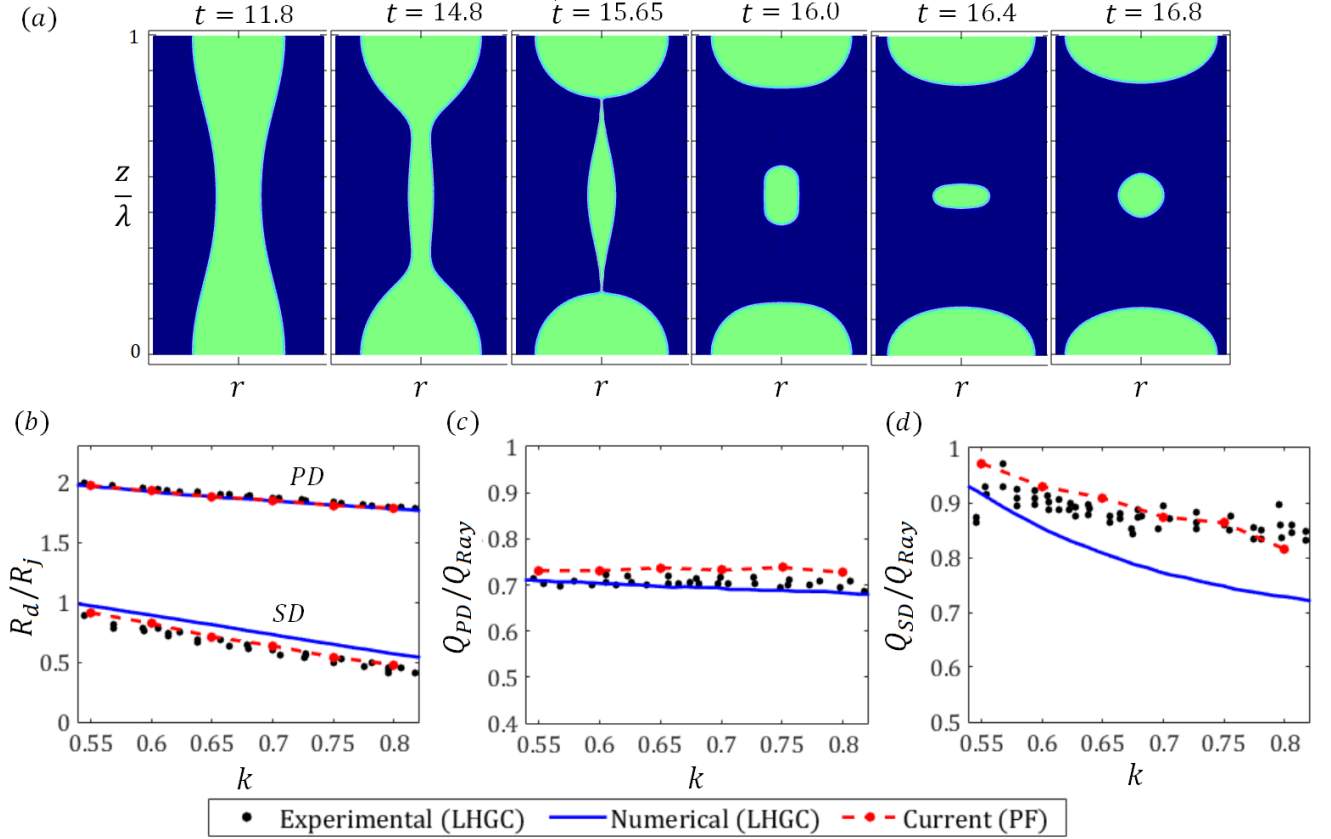 (a)
t = 11.8
t = 14.8
t = 15.65
t = 16.0
t = 16.4
t = 16.8
1
z
λ
0
r
r
r
r
r
r
(b)
2
1
0.5
0
R_d/R_j
PD
SD
0.55
0.6
0.65
0.7
0.75
0.8
k
(c)
1
0.9
0.8
0.7
0.6
0.5
0.4
Q_PD/Q_Ray
0.55
0.6
0.65
0.7
0.75
0.8
k
(d)
1
0.9
0.8
0.7
0.6
0.5
Q_SD/Q_Ray
0.55
0.6
0.65
0.7
0.75
0.8
k
Experimental (LHGC)
Numerical (LHGC)
Current (PF)